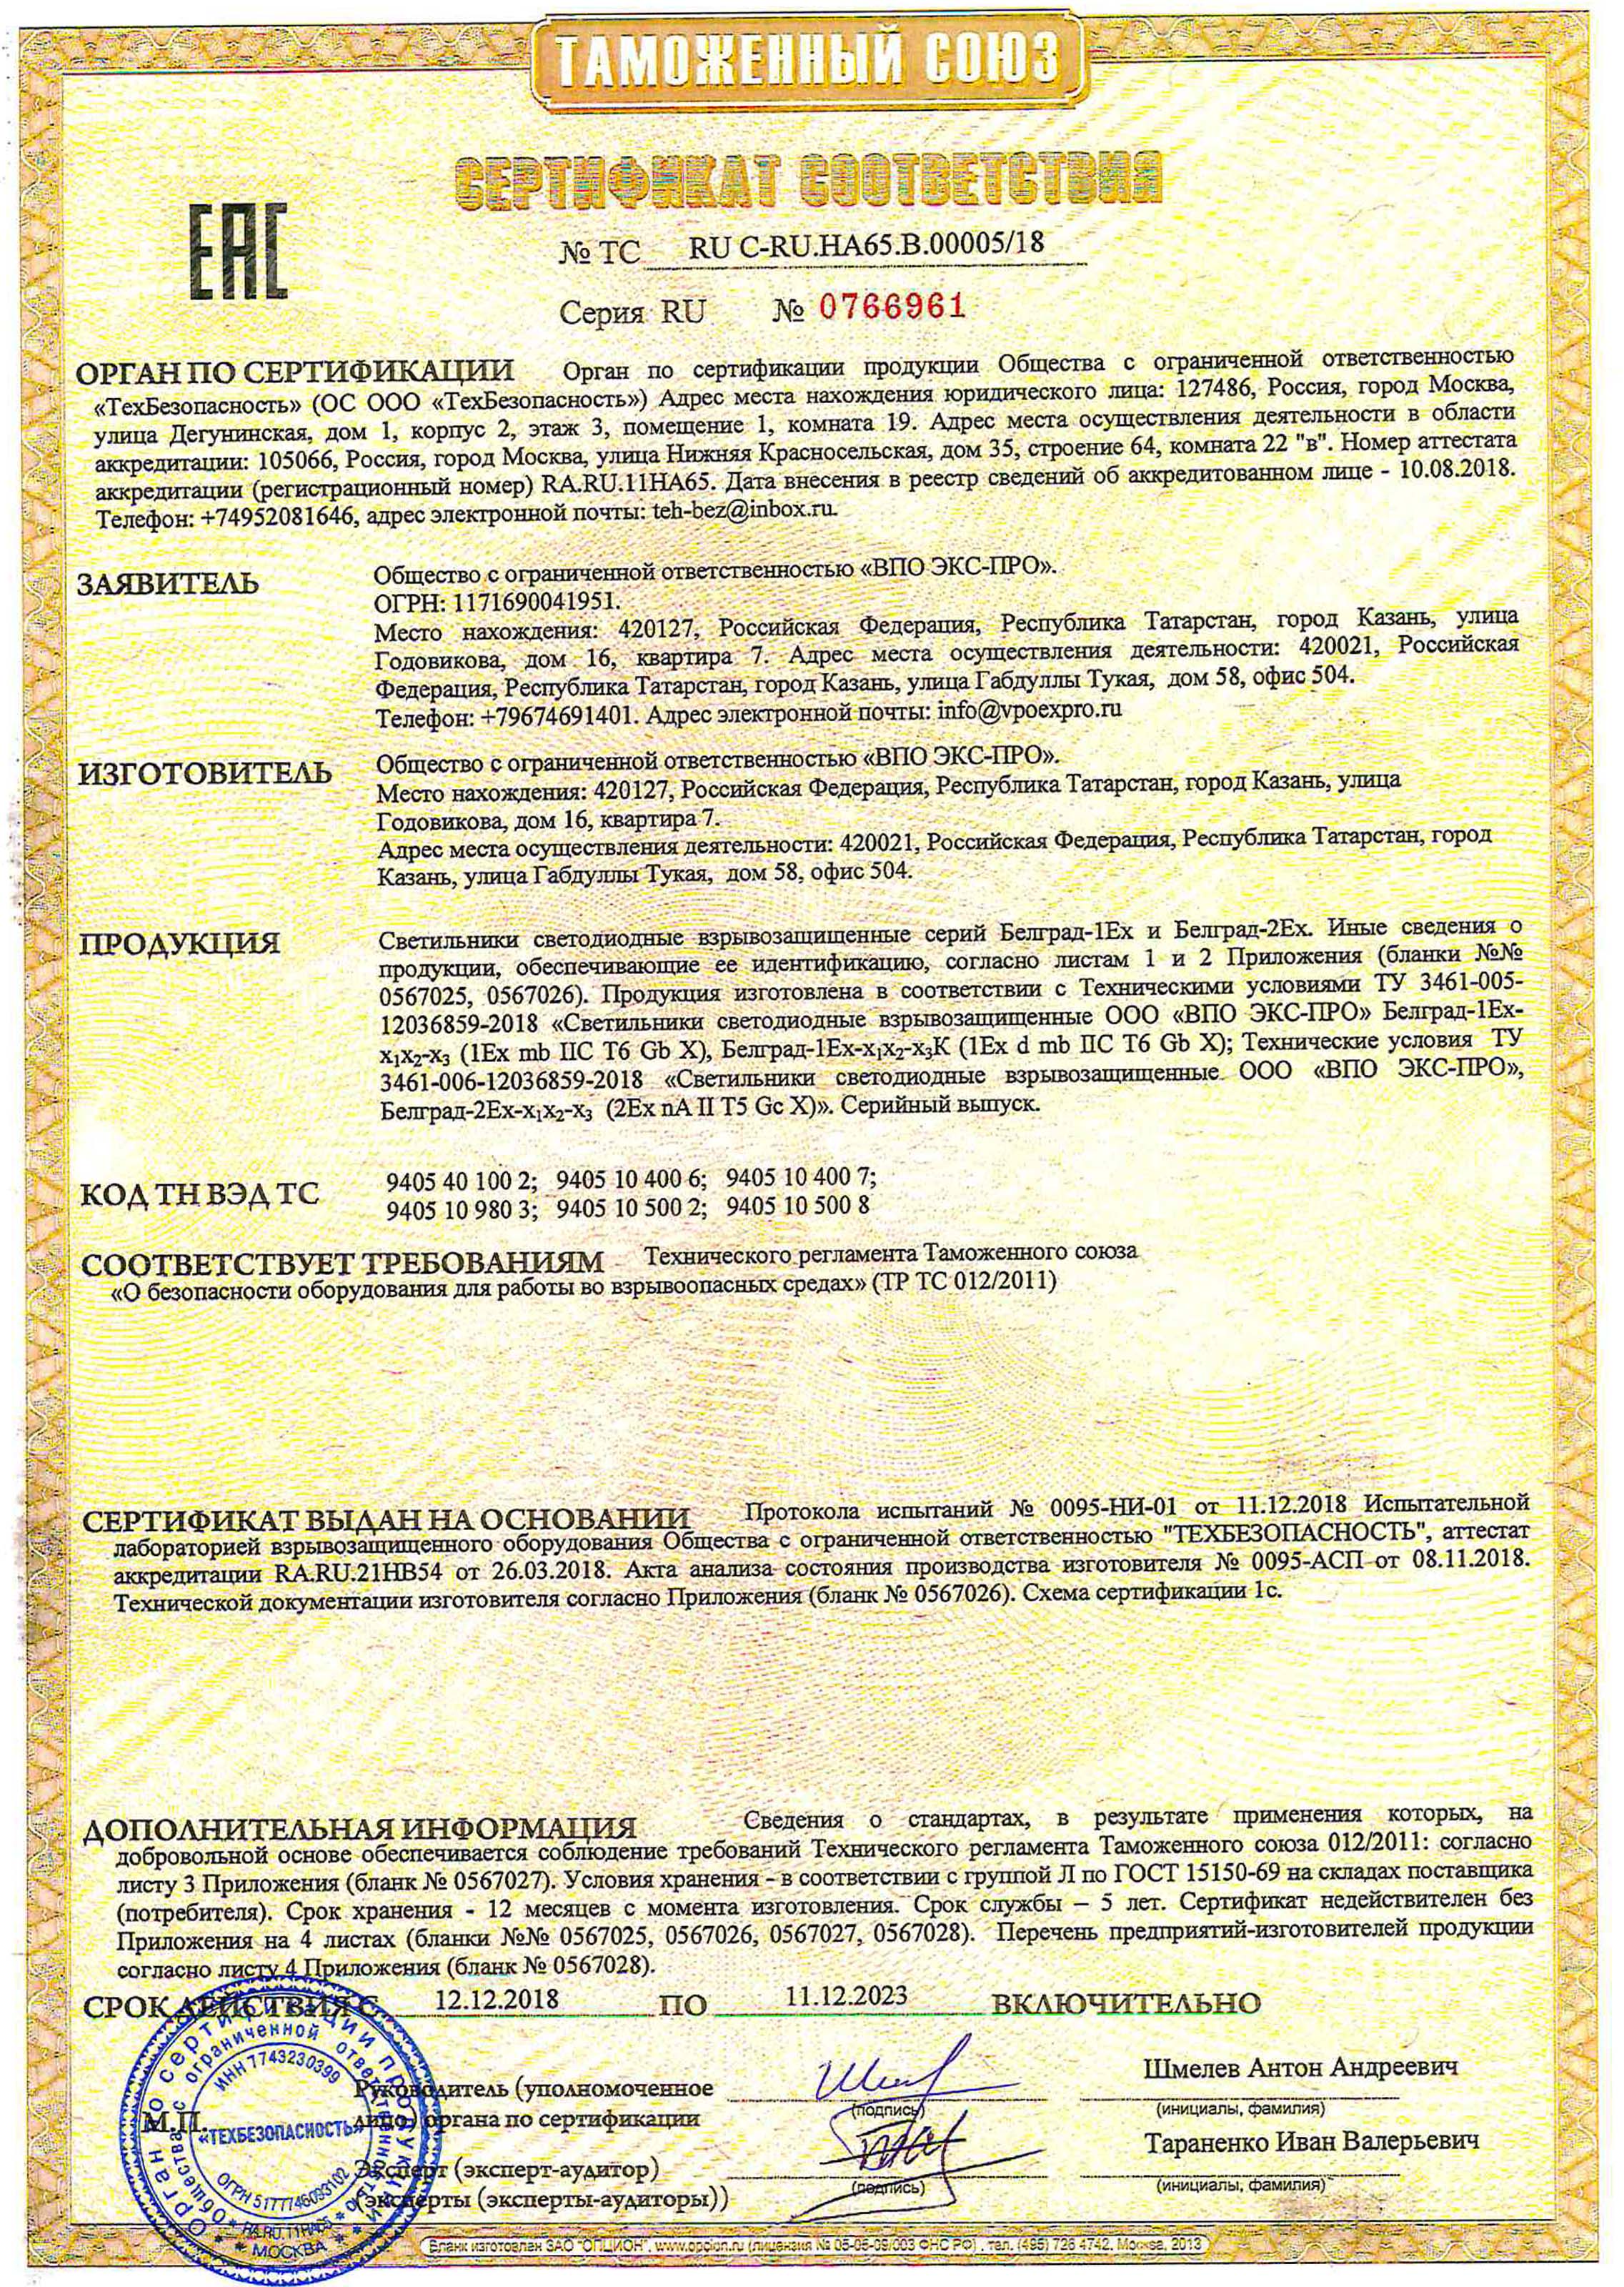 ТАМОЖЕННЫЙ СОЮЗ
СЕРТИФИКАТ СООТВЕТСТВИЯ
EAC
№ ТС RU C-RU.HA65.B.00005/18
Серия RU № 0766961
ОРГАН ПО СЕРТИФИКАЦИИ Орган по сертификации продукции Общества с ограниченной ответственностью
«ТехБезопасность» (ОС ООО «ТехБезопасность») Адрес места нахождения юридического лица: 127486, Россия, город Москва,
улица Дегунинская, дом 1, корпус 2, этаж 3, помещение 1, комната 19. Адрес места осуществления деятельности в области
аккредитации: 105066, Россия, город Москва, улица Нижняя Красносельская, дом 35, строение 64, комната 22 "в". Номер аттестата
аккредитации (регистрационный номер) RA.RU.11HA65. Дата внесения в реестр сведений об аккредитованном лице - 10.08.2018.
Телефон: +74952081646, адрес электронной почты: teh-bez@inbox.ru.
ЗАЯВИТЕЛЬ
Общество с ограниченной ответственностью «ВПО ЭКС-ПРО».
ОГРН: 1171690041951.
Место нахождения: 420127, Российская Федерация, Республика Татарстан, город Казань, улица
Годовикова, дом 16, квартира 7. Адрес места осуществления деятельности: 420021, Российская
Федерация, Республика Татарстан, город Казань, улица Габдуллы Тукая, дом 58, офис 504.
Телефон: +79674691401. Адрес электронной почты: info@vpoexpro.ru
ИЗГОТОВИТЕЛЬ
Общество с ограниченной ответственностью «ВПО ЭКС-ПРО».
Место нахождения: 420127, Российская Федерация, Республика Татарстан, город Казань, улица
Годовикова, дом 16, квартира 7.
Адрес места осуществления деятельности: 420021, Российская Федерация, Республика Татарстан, город
Казань, улица Габдуллы Тукая, дом 58, офис 504.
ПРОДУКЦИЯ
Светильники светодиодные взрывозащищенные серий Белград-1Ex и Белград-2Ex. Иные сведения о
продукции, обеспечивающие ее идентификацию, согласно листам 1 и 2 Приложения (бланки №№
0567025, 0567026). Продукция изготовлена в соответствии с Техническими условиями ТУ 3461-005-
12036859-2018 «Светильники светодиодные взрывозащищенные ООО «ВПО ЭКС-ПРО» Белград-1Ex-
x₁x₂-x₃ (1Ex mb IIC T6 Gb X), Белград-1Ex-x₁x₂-x₃К (1Ex d mb IIC T6 Gb X); Технические условия ТУ
3461-006-12036859-2018 «Светильники светодиодные взрывозащищенные ООО «ВПО ЭКС-ПРО»,
Белград-2Ex-x₁x₂-x₃ (2Ex nA II T5 Gc X)». Серийный выпуск.
КОД ТН ВЭД ТС
9405 40 100 2; 9405 10 400 6; 9405 10 400 7;
9405 10 980 3; 9405 10 500 2; 9405 10 500 8
СООТВЕТСТВУЕТ ТРЕБОВАНИЯМ Технического регламента Таможенного союза
«О безопасности оборудования для работы во взрывоопасных средах» (ТР ТС 012/2011)
СЕРТИФИКАТ ВЫДАН НА ОСНОВАНИИ Протокола испытаний № 0095-НИ-01 от 11.12.2018 Испытательной
лабораторией взрывозащищенного оборудования Общества с ограниченной ответственностью "ТЕХБЕЗОПАСНОСТЬ", аттестат
аккредитации RA.RU.21HB54 от 26.03.2018. Акта анализа состояния производства изготовителя № 0095-АСП от 08.11.2018.
Технической документации изготовителя согласно Приложения (бланк № 0567026). Схема сертификации 1с.
ДОПОЛНИТЕЛЬНАЯ ИНФОРМАЦИЯ Сведения о стандартах, в результате применения которых, на
добровольной основе обеспечивается соблюдение требований Технического регламента Таможенного союза 012/2011: согласно
листу 3 Приложения (бланк № 0567027). Условия хранения - в соответствии с группой Л по ГОСТ 15150-69 на складах поставщика
(потребителя). Срок хранения - 12 месяцев с момента изготовления. Срок службы – 5 лет. Сертификат недействителен без
Приложения на 4 листах (бланки №№ 0567025, 0567026, 0567027, 0567028). Перечень предприятий-изготовителей продукции
согласно листу 4 Приложения (бланк № 0567028).
СРОК ДЕЙСТВИЯ С 12.12.2018 ПО 11.12.2023 ВКЛЮЧИТЕЛЬНО
М.П.
Руководитель (уполномоченное
лицо) органа по сертификации
(подпись)
Шмелев Антон Андреевич
(инициалы, фамилия)
Эксперт (эксперт-аудитор)
(эксперты (эксперты-аудиторы))
(подпись)
Тараненко Иван Валерьевич
(инициалы, фамилия)
Орган по сертификации продукции
Общества с ограниченной ответственностью
ИНН 7743230399
«ТЕХБЕЗОПАСНОСТЬ»
ОГРН 5177746093102
* МОСКВА *
Бланк изготовлен ЗАО "ОПЦИОН", www.opcion.ru (лицензия № 05-05-09/003 ФНС РФ), тел. (495) 726 4742, Москва, 2013